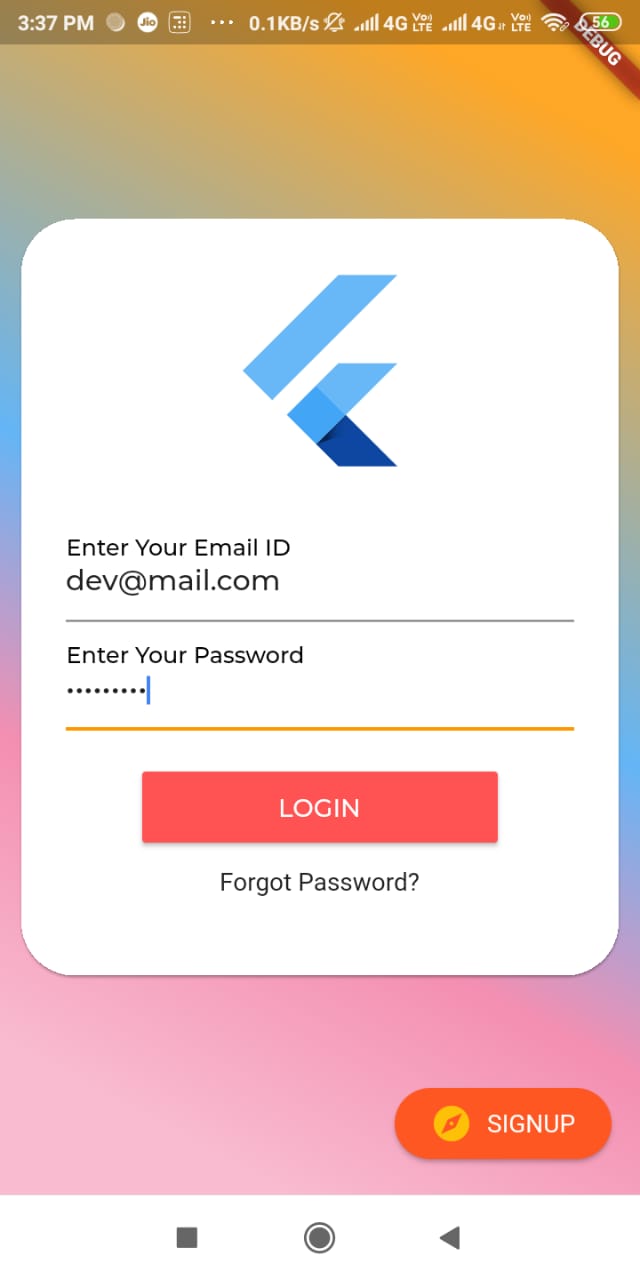 3:37 PM Jio ... 0.1KB/s 4G Vo) LTE 4G Vo) LTE 56
DEBUG
Enter Your Email ID
dev@mail.com
Enter Your Password
•••••••••
LOGIN
Forgot Password?
SIGNUP